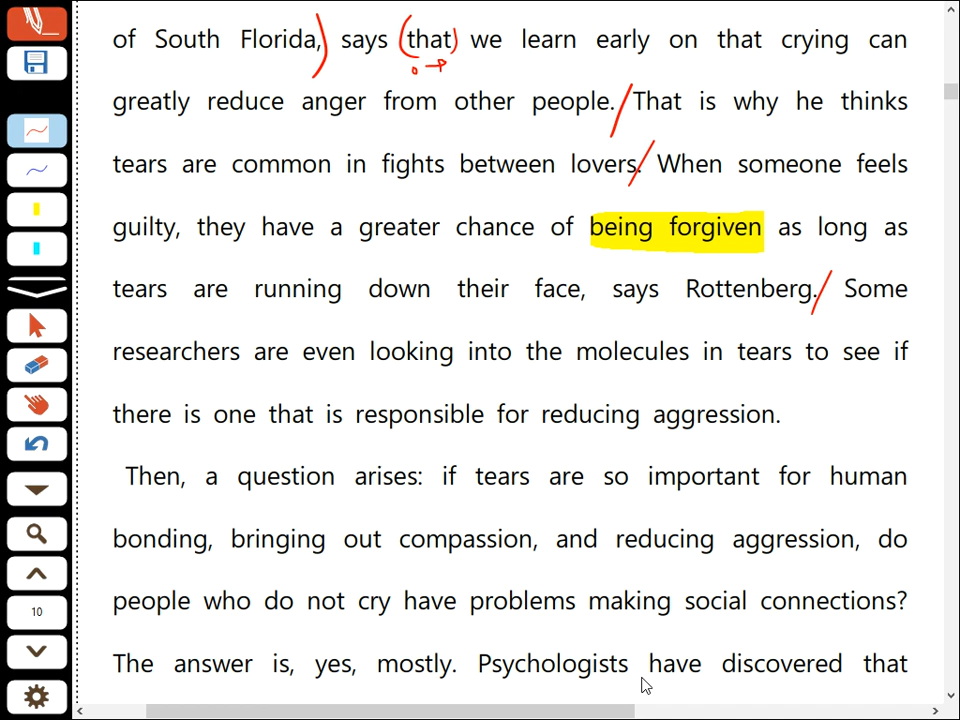 of South Florida, says (that) we learn early on that crying can
greatly reduce anger from other people. That is why he thinks
tears are common in fights between lovers. When someone feels
guilty, they have a greater chance of being forgiven as long as
tears are running down their face, says Rottenberg. Some
researchers are even looking into the molecules in tears to see if
there is one that is responsible for reducing aggression.
Then, a question arises: if tears are so important for human
bonding, bringing out compassion, and reducing aggression, do
people who do not cry have problems making social connections?
The answer is, yes, mostly. Psychologists have discovered that
10